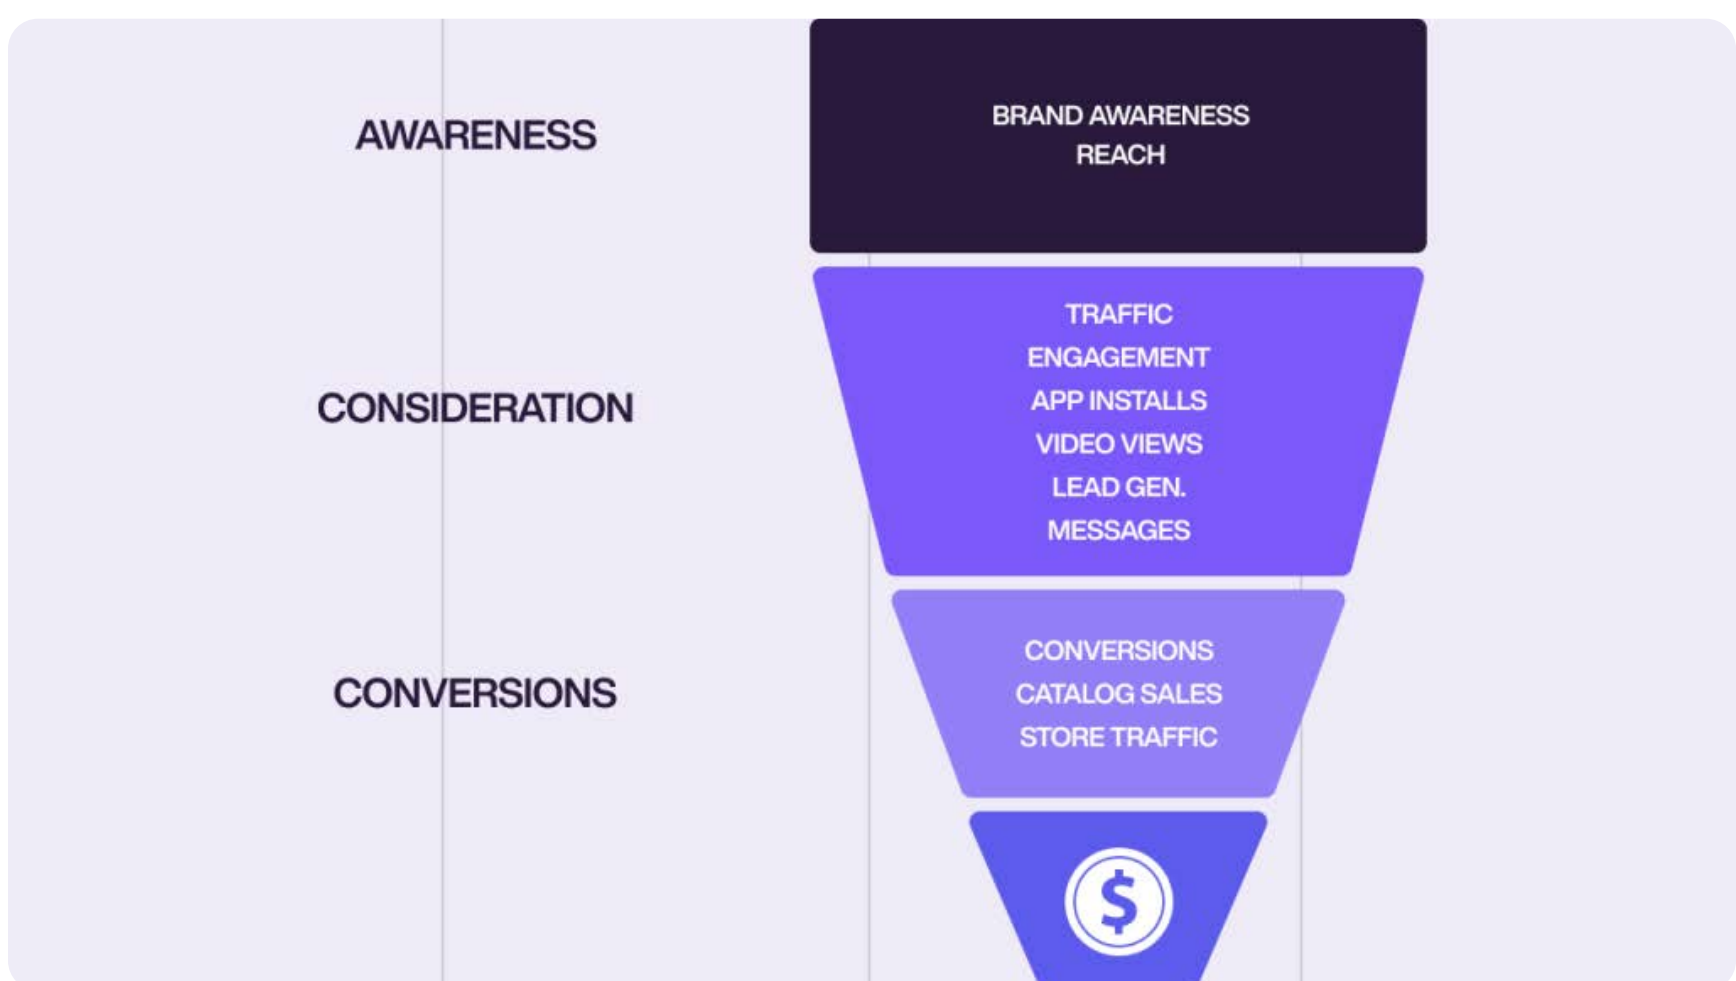 AWARENESS
BRAND AWARENESS
REACH
CONSIDERATION
TRAFFIC
ENGAGEMENT
APP INSTALLS
VIDEO VIEWS
LEAD GEN.
MESSAGES
CONVERSIONS
CONVERSIONS
CATALOG SALES
STORE TRAFFIC
$